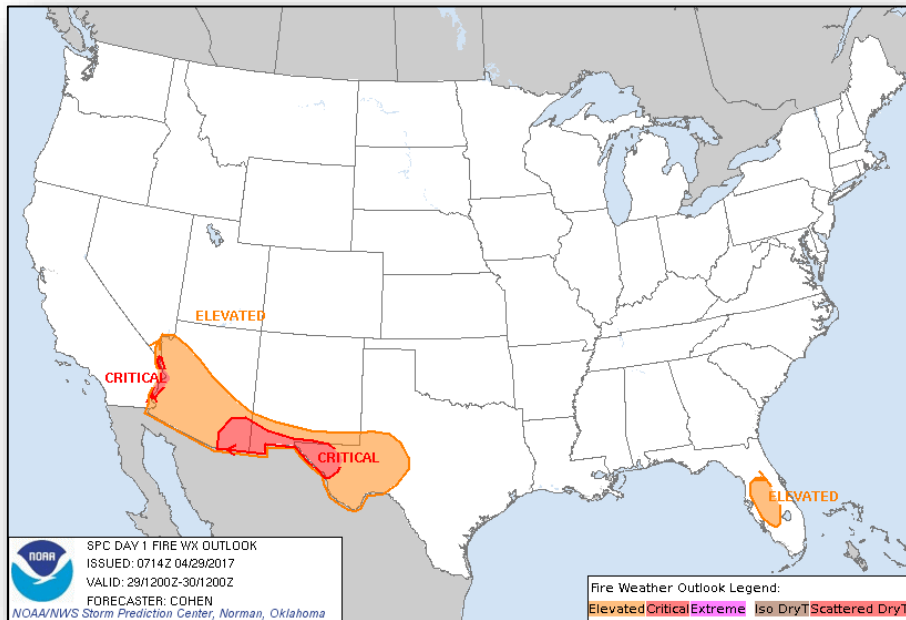 ELEVATED
CRITICAL
CRITICAL
ELEVATED
NOAA
SPC DAY 1 FIRE WX OUTLOOK
ISSUED: 0714Z 04/29/2017
VALID: 29/1200Z-30/1200Z
FORECASTER: COHEN
NOAA/NWS Storm Prediction Center, Norman, Oklahoma
Fire Weather Outlook Legend:
Elevated Critical Extreme Iso DryT Scattered DryT